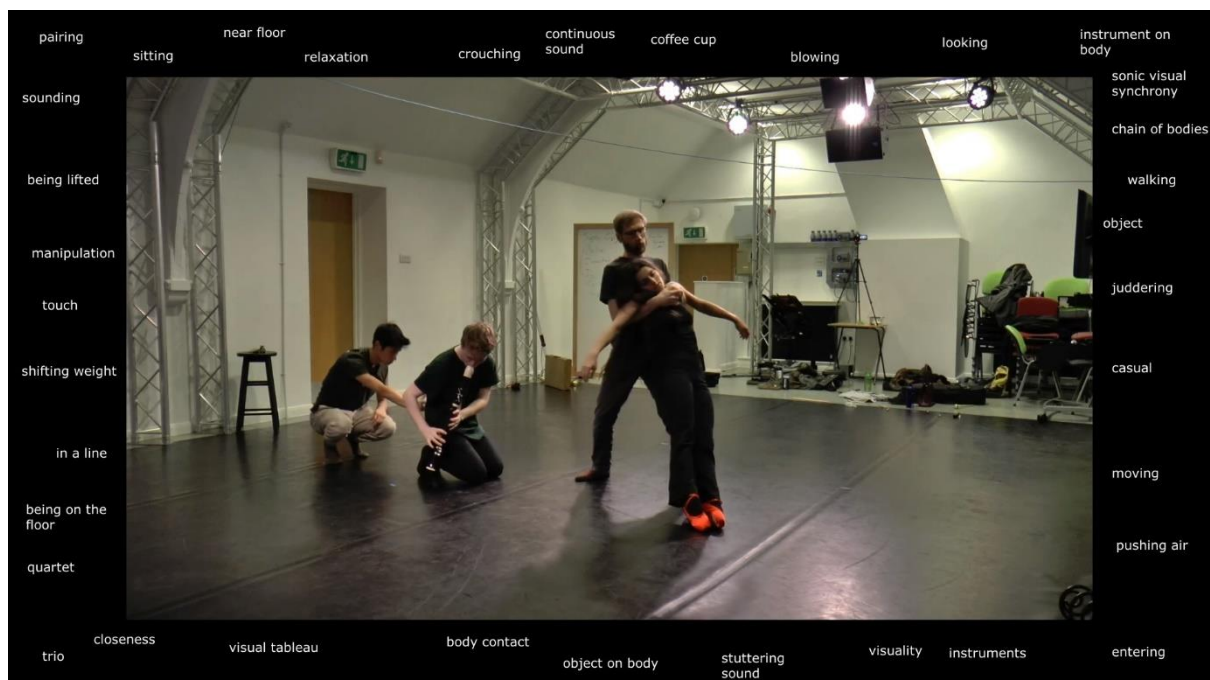 pairing
sitting
near floor
relaxation
crouching
continuous
sound
coffee cup
blowing
looking
instrument on
body
sounding
sonic visual
synchrony
chain of bodies
being lifted
walking
object
manipulation
juddering
touch
shifting weight
casual
in a line
moving
being on the
floor
pushing air
quartet
closeness
trio
visual tableau
body contact
object on body
stuttering
sound
visuality
instruments
entering